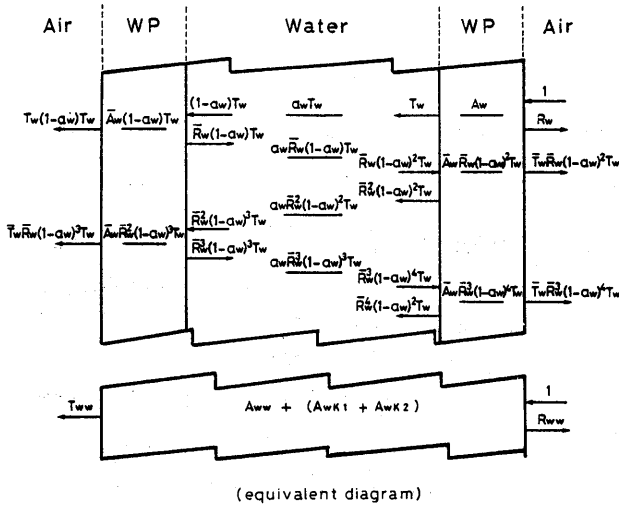 Air WP Water WP Air
Tw(1-aw)Tw Āw(1-aw)Tw (1-aw)Tw awTw Tw Aw 1
R̄w(1-aw)Tw Rw
awR̄w(1-aw)Tw
R̄w(1-aw)²Tw ĀwR̄w(1-aw)²Tw T̄wR̄w(1-aw)²Tw
awR̄w²(1-aw)²Tw R̄w²(1-aw)²Tw
T̄wR̄w(1-aw)³Tw ĀwR̄w²(1-aw)³Tw R̄w²(1-aw)³Tw
R̄w³(1-aw)³Tw
awR̄w³(1-aw)³Tw
R̄w³(1-aw)⁴Tw ĀwR̄w³(1-aw)⁴Tw T̄wR̄w³(1-aw)⁴Tw
R̄w⁴(1-aw)²Tw
Tww Aww + (Awk1 + Awk2) 1
Rww
(equivalent diagram)